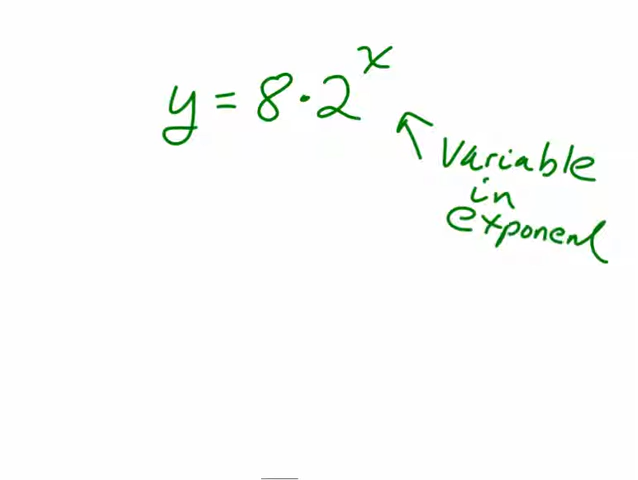 y = 8 · 2^x
Variable
in
exponent